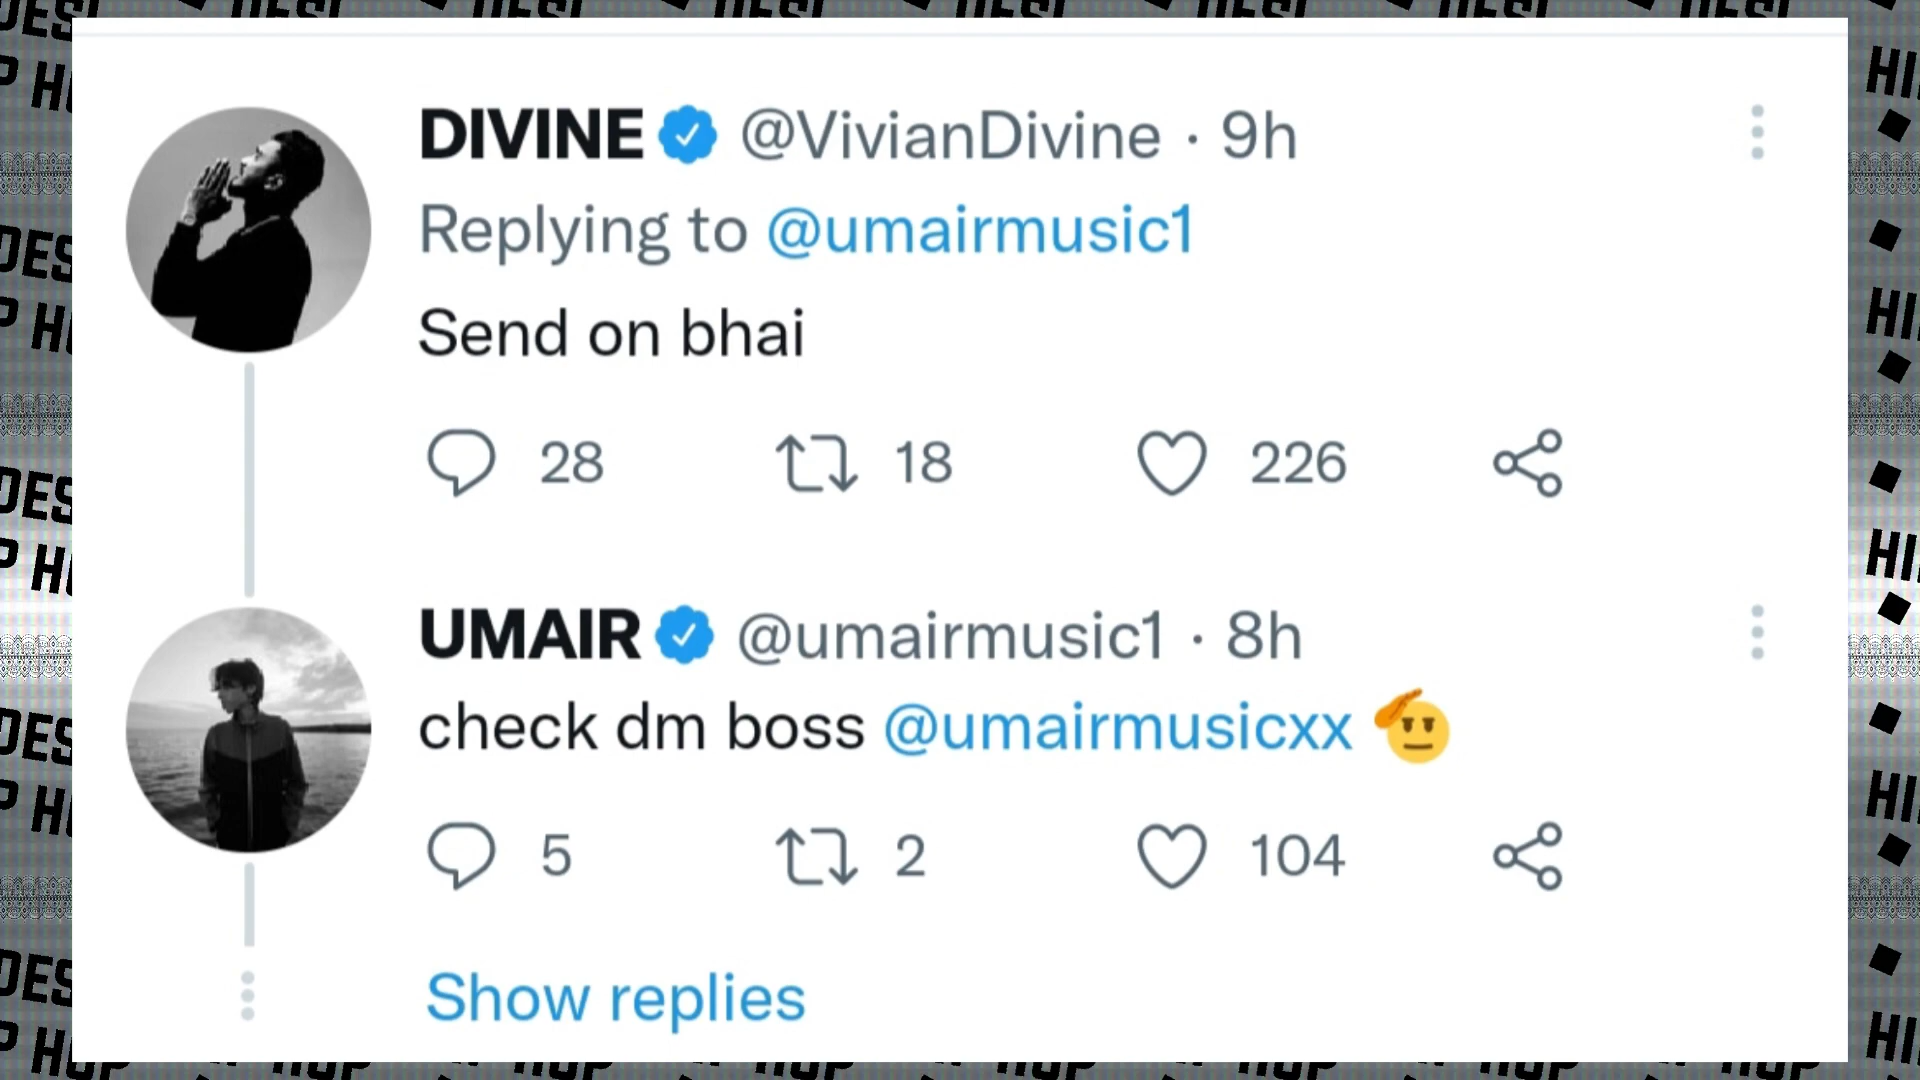 DIVINE @VivianDivine · 9h
Replying to @umairmusic1
Send on bhai
28 18 226
UMAIR @umairmusic1 · 8h
check dm boss @umairmusicxx 🫡
5 2 104
Show replies